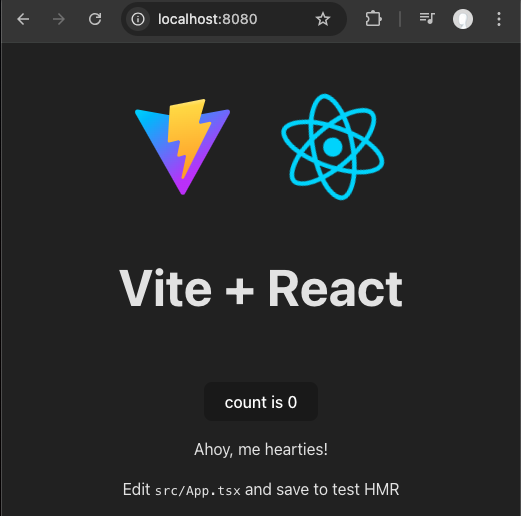 localhost:8080
Vite + React
count is 0
Ahoy, me hearties!
Edit src/App.tsx and save to test HMR